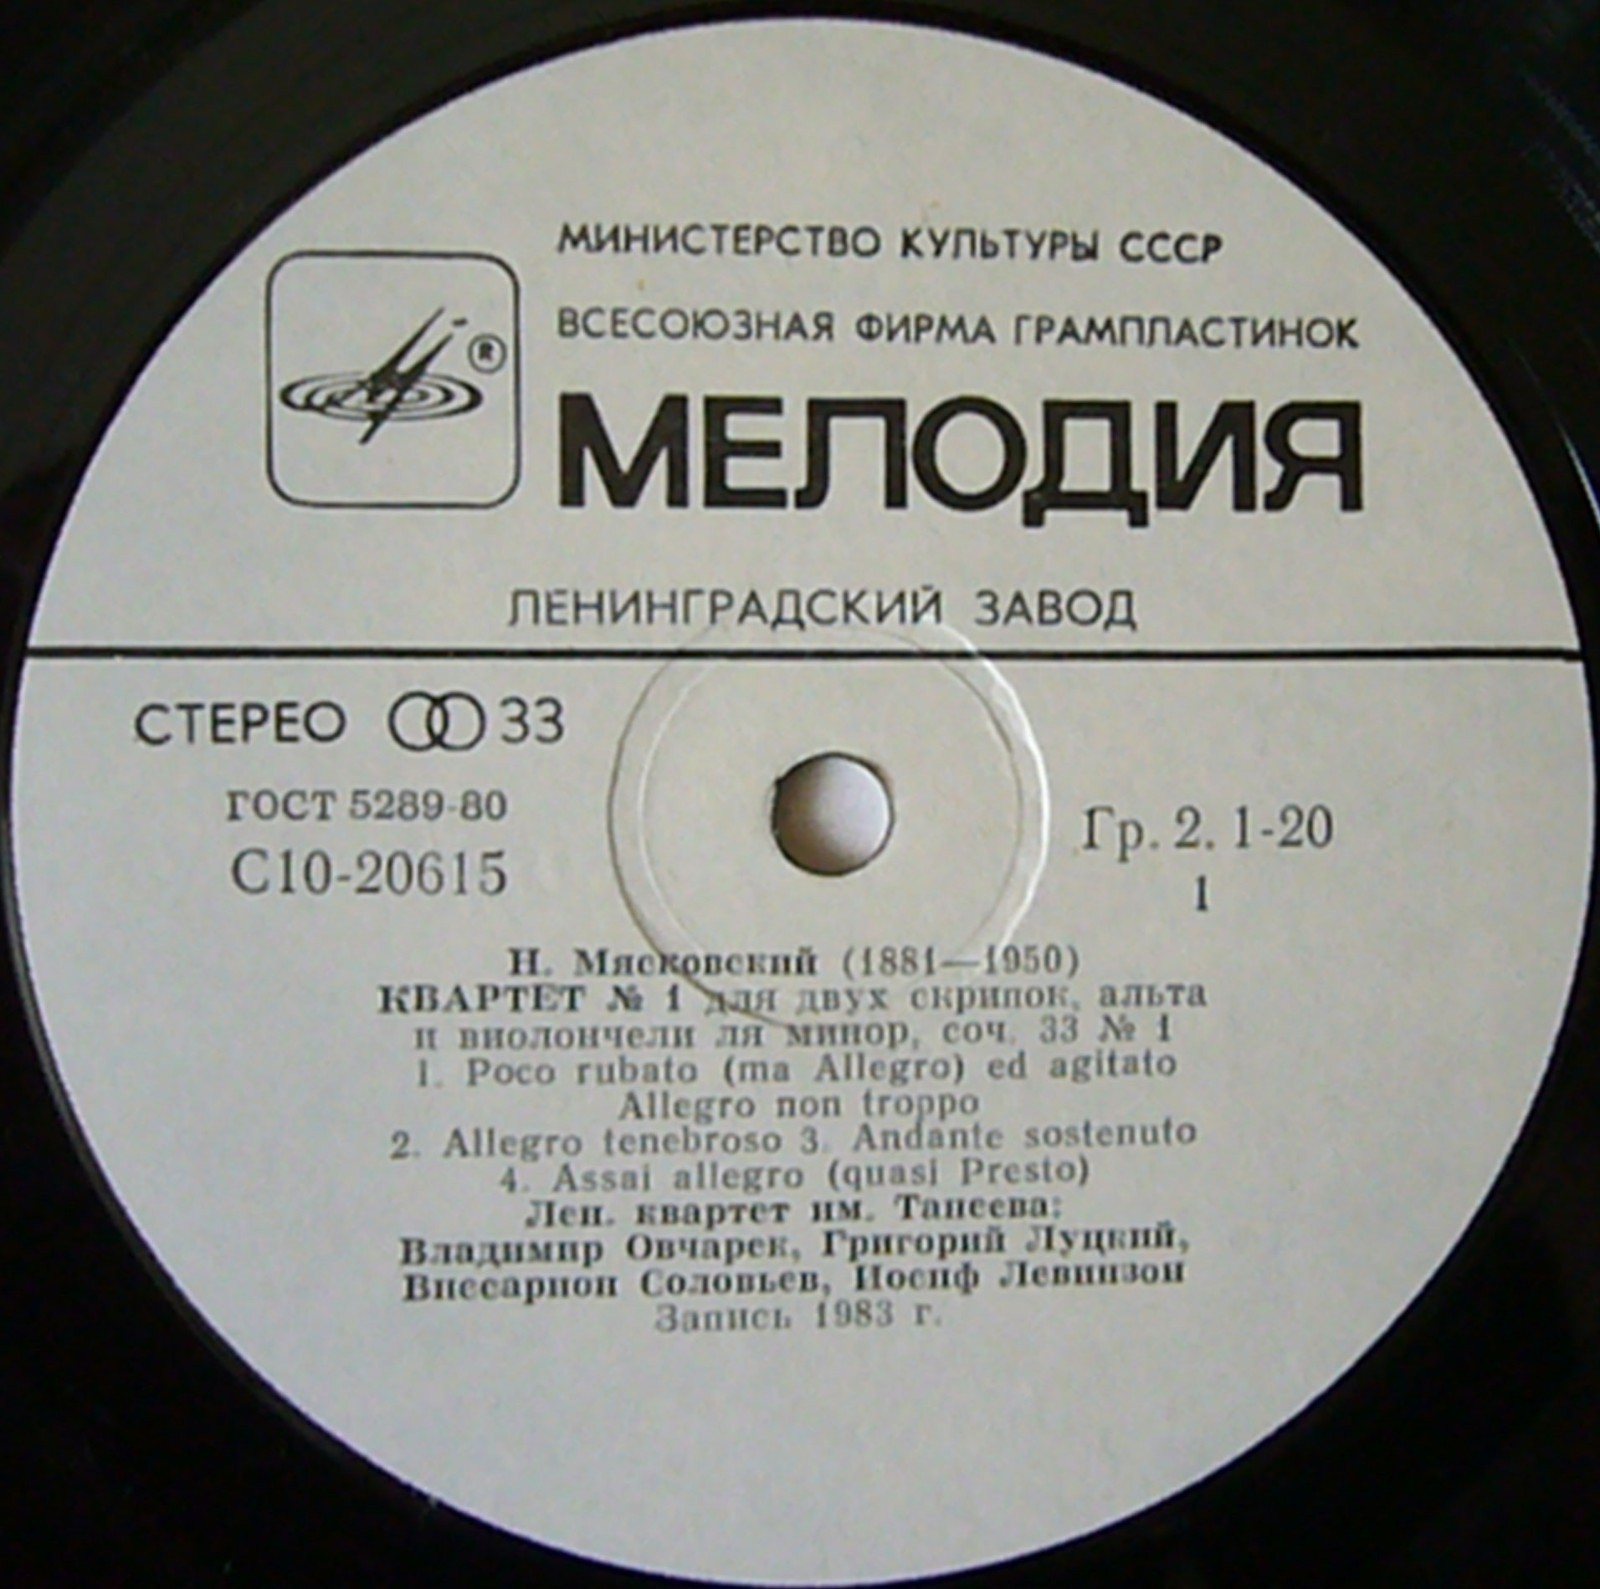 МИНИСТЕРСТВО КУЛЬТУРЫ СССР
ВСЕСОЮЗНАЯ ФИРМА ГРАМПЛАСТИНОК
®
МЕЛОДИЯ
ЛЕНИНГРАДСКИЙ ЗАВОД
СТЕРЕО 33
ГОСТ 5289-80
С10-20615
Гр. 2. 1-20
1
Н. Мясковский (1881—1950)
КВАРТЕТ № 1 для двух скрипок, альта
и виолончели ля минор, соч. 33 № 1
1. Poco rubato (ma Allegro) ed agitato
Allegro non troppo
2. Allegro tenebroso 3. Andante sostenuto
4. Assai allegro (quasi Presto)
Лен. квартет им. Танеева:
Владимир Овчарек, Григорий Луцкий,
Виссарион Соловьев, Иосиф Левинзон
Запись 1983 г.